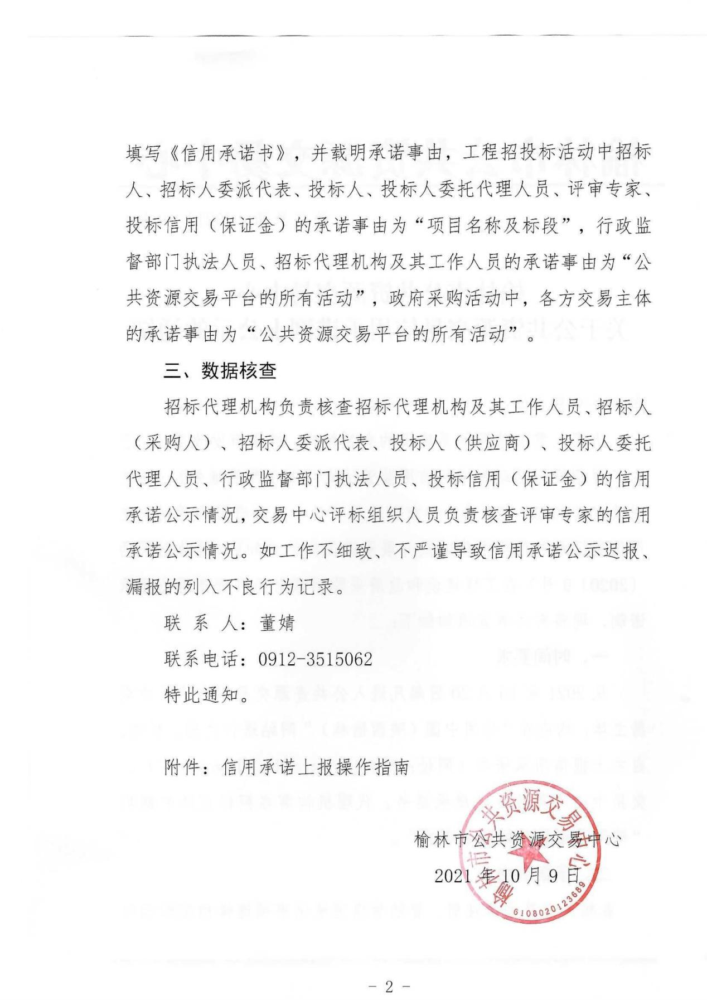 填写《信用承诺书》，并载明承诺事由，工程招投标活动中招标
人、招标人委派代表、投标人、投标人委托代理人员、评审专家、
投标信用（保证金）的承诺事由为“项目名称及标段”，行政监
督部门执法人员、招标代理机构及其工作人员的承诺事由为“公
共资源交易平台的所有活动”，政府采购活动中，各方交易主体
的承诺事由为“公共资源交易平台的所有活动”。
三、数据核查
招标代理机构负责核查招标代理机构及其工作人员、招标人
（采购人）、招标人委派代表、投标人（供应商）、投标人委托
代理人员、行政监督部门执法人员、投标信用（保证金）的信用
承诺公示情况，交易中心评标组织人员负责核查评审专家的信用
承诺公示情况。如工作不细致、不严谨导致信用承诺公示迟报、
漏报的列入不良行为记录。
联 系 人：董婧
联系电话：0912-3515062
特此通知。
附件：信用承诺上报操作指南
榆林市公共资源交易中心
2021 年 10 月 9 日
榆林市公共资源交易中心
6108020123689
- 2 -